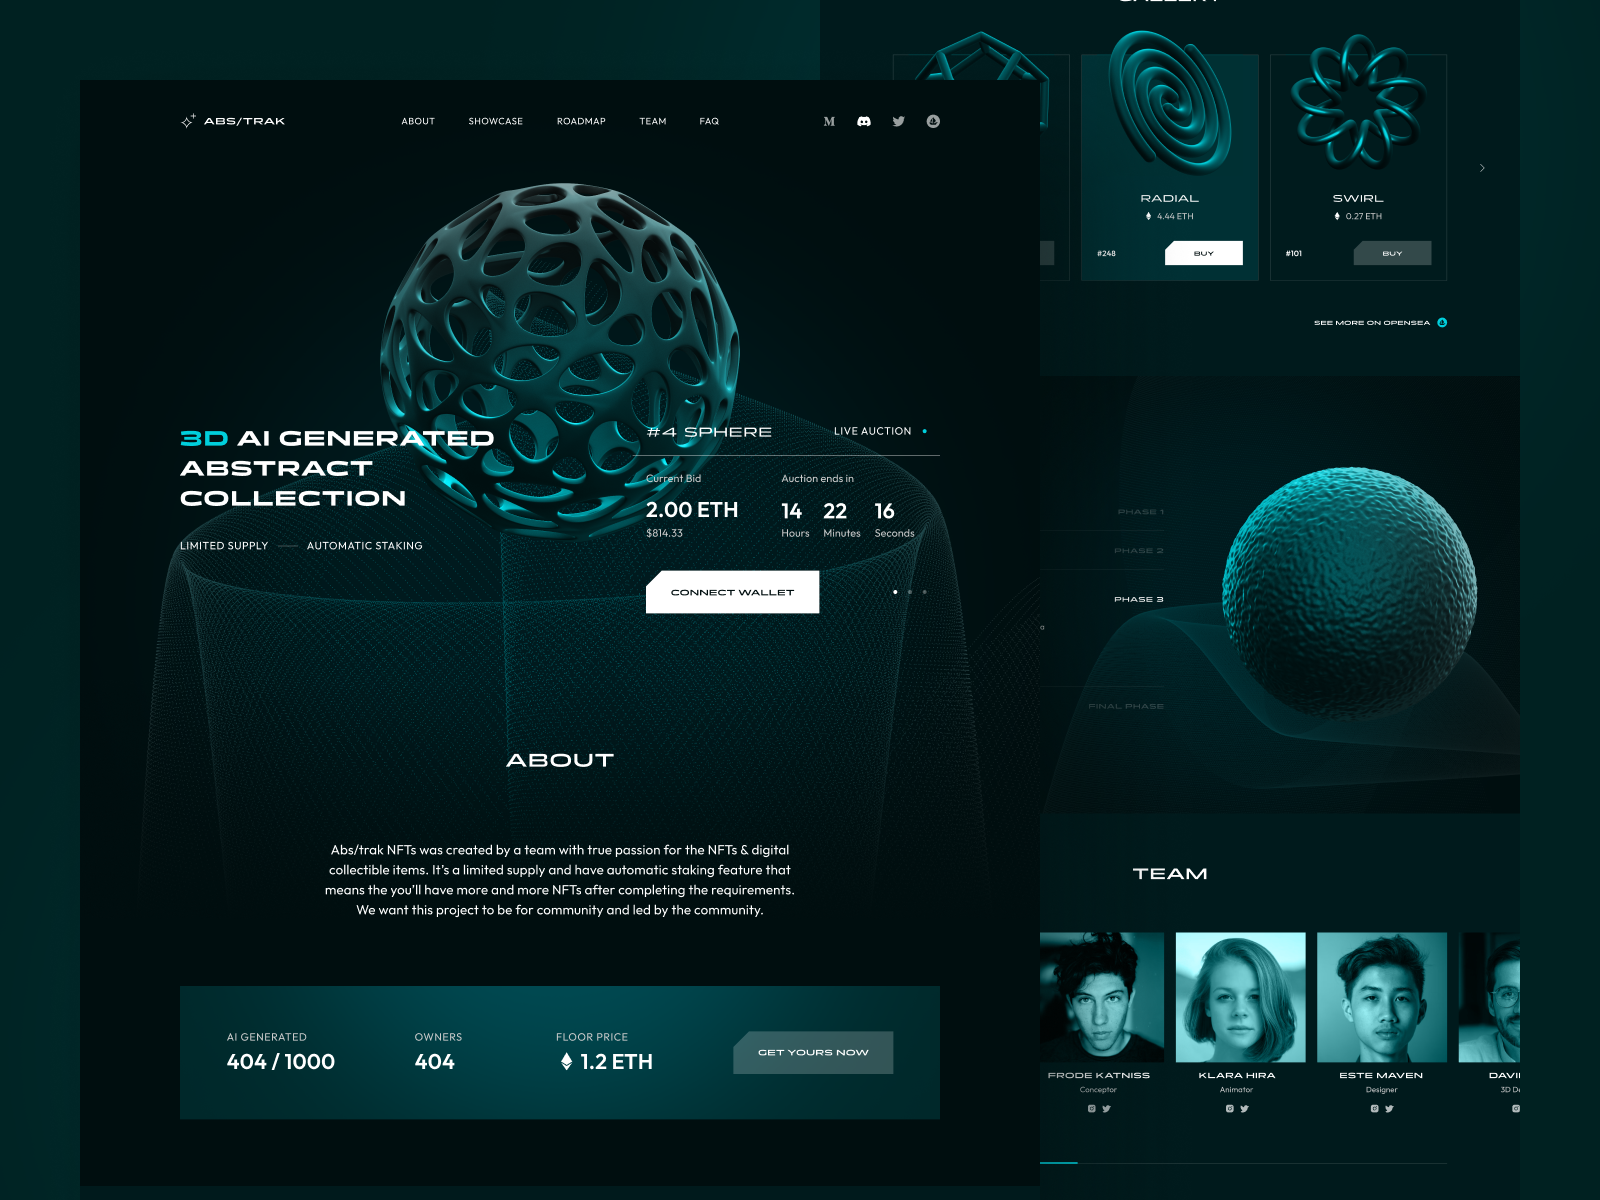 ABS/TRAK
ABOUT SHOWCASE ROADMAP TEAM FAQ
M
3D AI GENERATED
ABSTRACT
COLLECTION
LIMITED SUPPLY AUTOMATIC STAKING
#4 SPHERE LIVE AUCTION
Current Bid Auction ends in
2.00 ETH 14 22 16
$814.33 Hours Minutes Seconds
CONNECT WALLET
ABOUT
Abs/trak NFTs was created by a team with true passion for the NFTs & digital
collectible items. It's a limited supply and have automatic staking feature that
means the you'll have more and more NFTs after completing the requirements.
We want this project to be for community and led by the community.
AI GENERATED OWNERS FLOOR PRICE
404 / 1000 404 1.2 ETH
GET YOURS NOW
GALLERY
RADIAL
4.44 ETH
#248 BUY
SWIRL
0.27 ETH
#101 BUY
SEE MORE ON OPENSEA
PHASE 1
PHASE 2
PHASE 3
FINAL PHASE
TEAM
FRODE KATNISS KLARA HIRA ESTE MAVEN DAVI
Conceptor Animator Designer 3D De